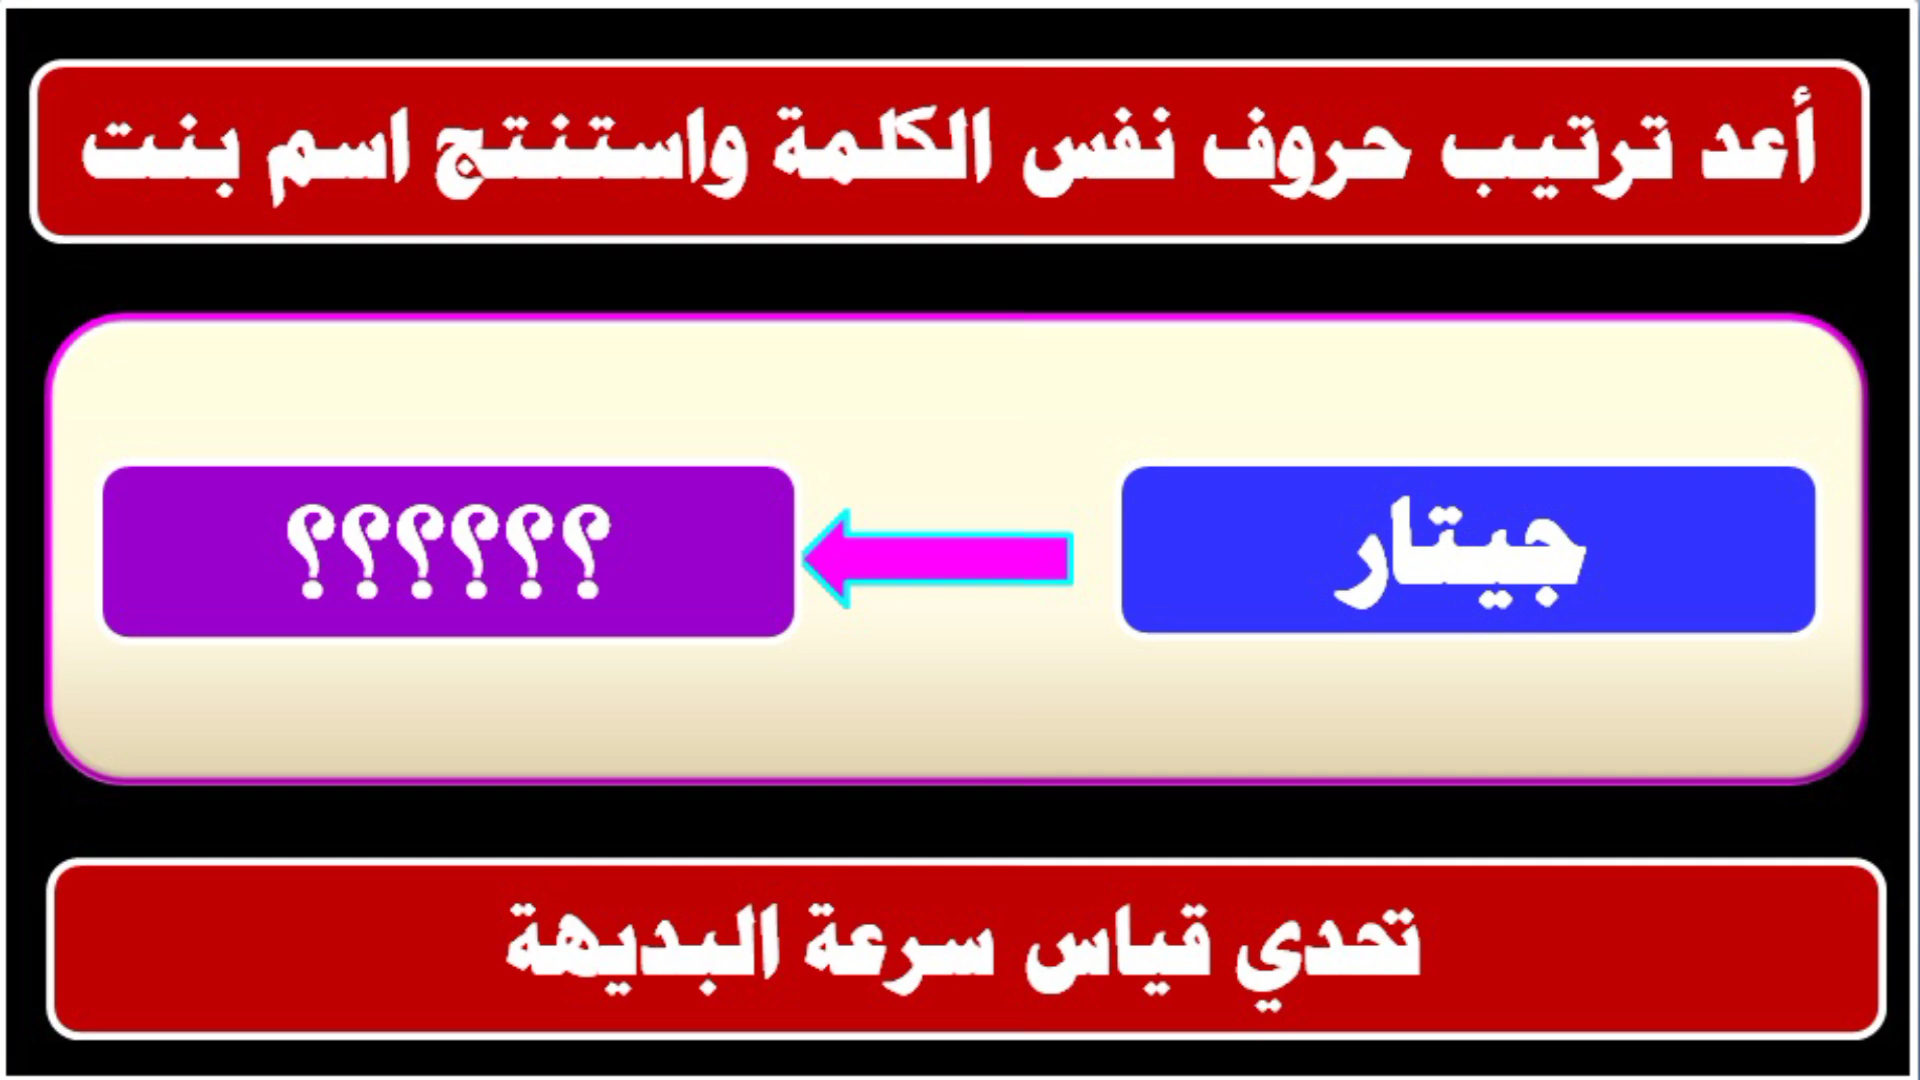 أعد ترتيب حروف نفس الكلمة واستنتج اسم بنت
جيتار
؟؟؟؟؟؟
تحدي قياس سرعة البديهة